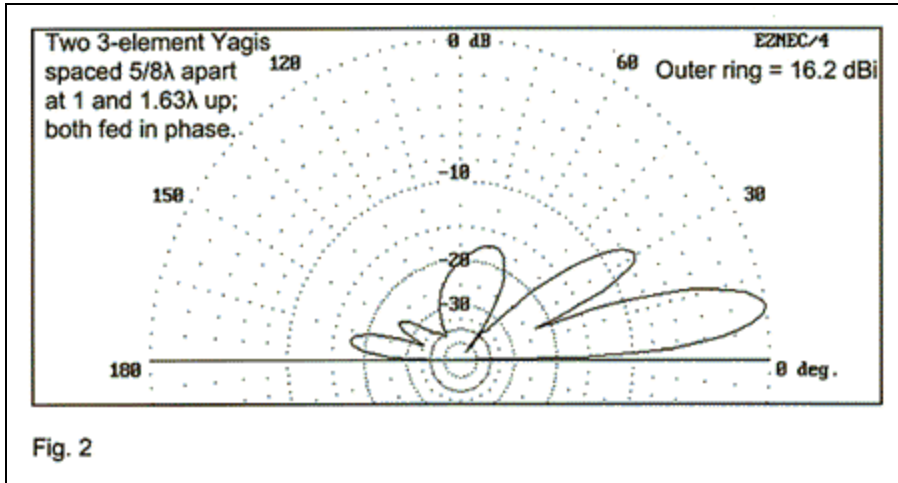 Two 3-element Yagis
spaced 5/8λ apart
at 1 and 1.63λ up;
both fed in phase.
0 dB
EZNEC/4
Outer ring = 16.2 dBi
120
60
-10
150
30
-20
-30
180
0 deg.
Fig. 2